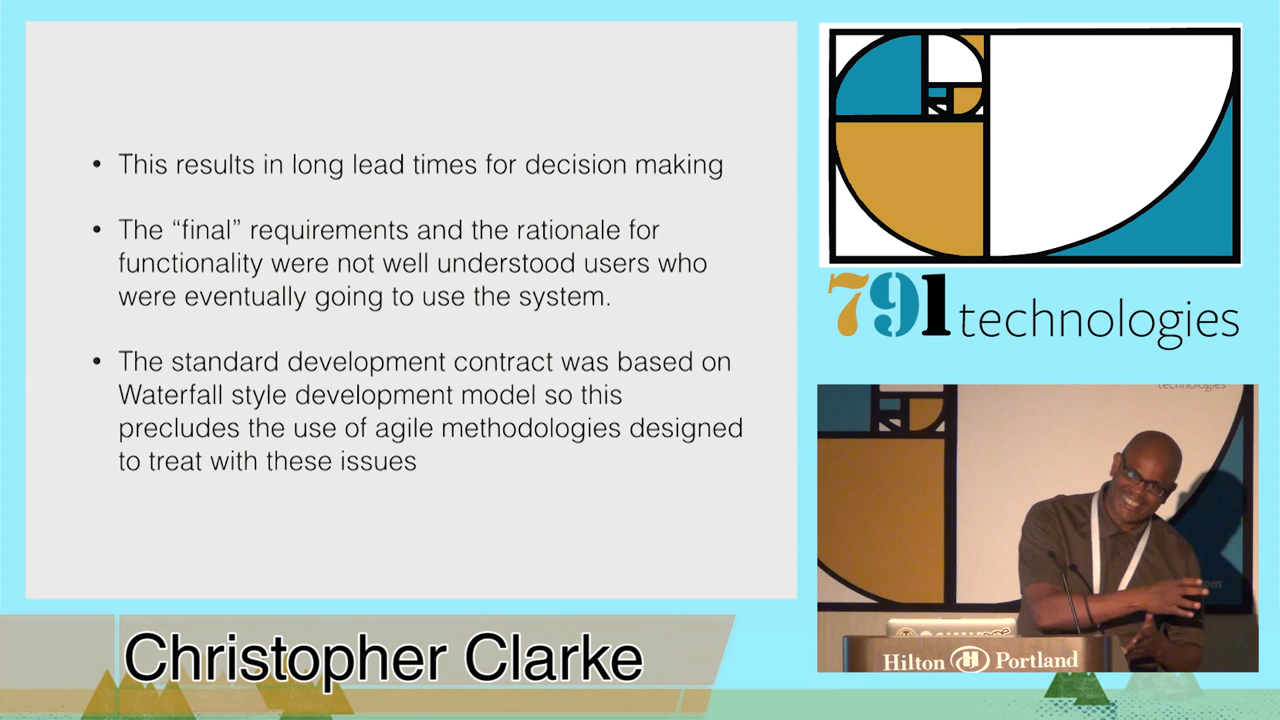 • This results in long lead times for decision making
• The “final” requirements and the rationale for
functionality were not well understood users who
were eventually going to use the system.
• The standard development contract was based on
Waterfall style development model so this
precludes the use of agile methodologies designed
to treat with these issues
791 technologies
technologies
Hilton H Portland
Christopher Clarke